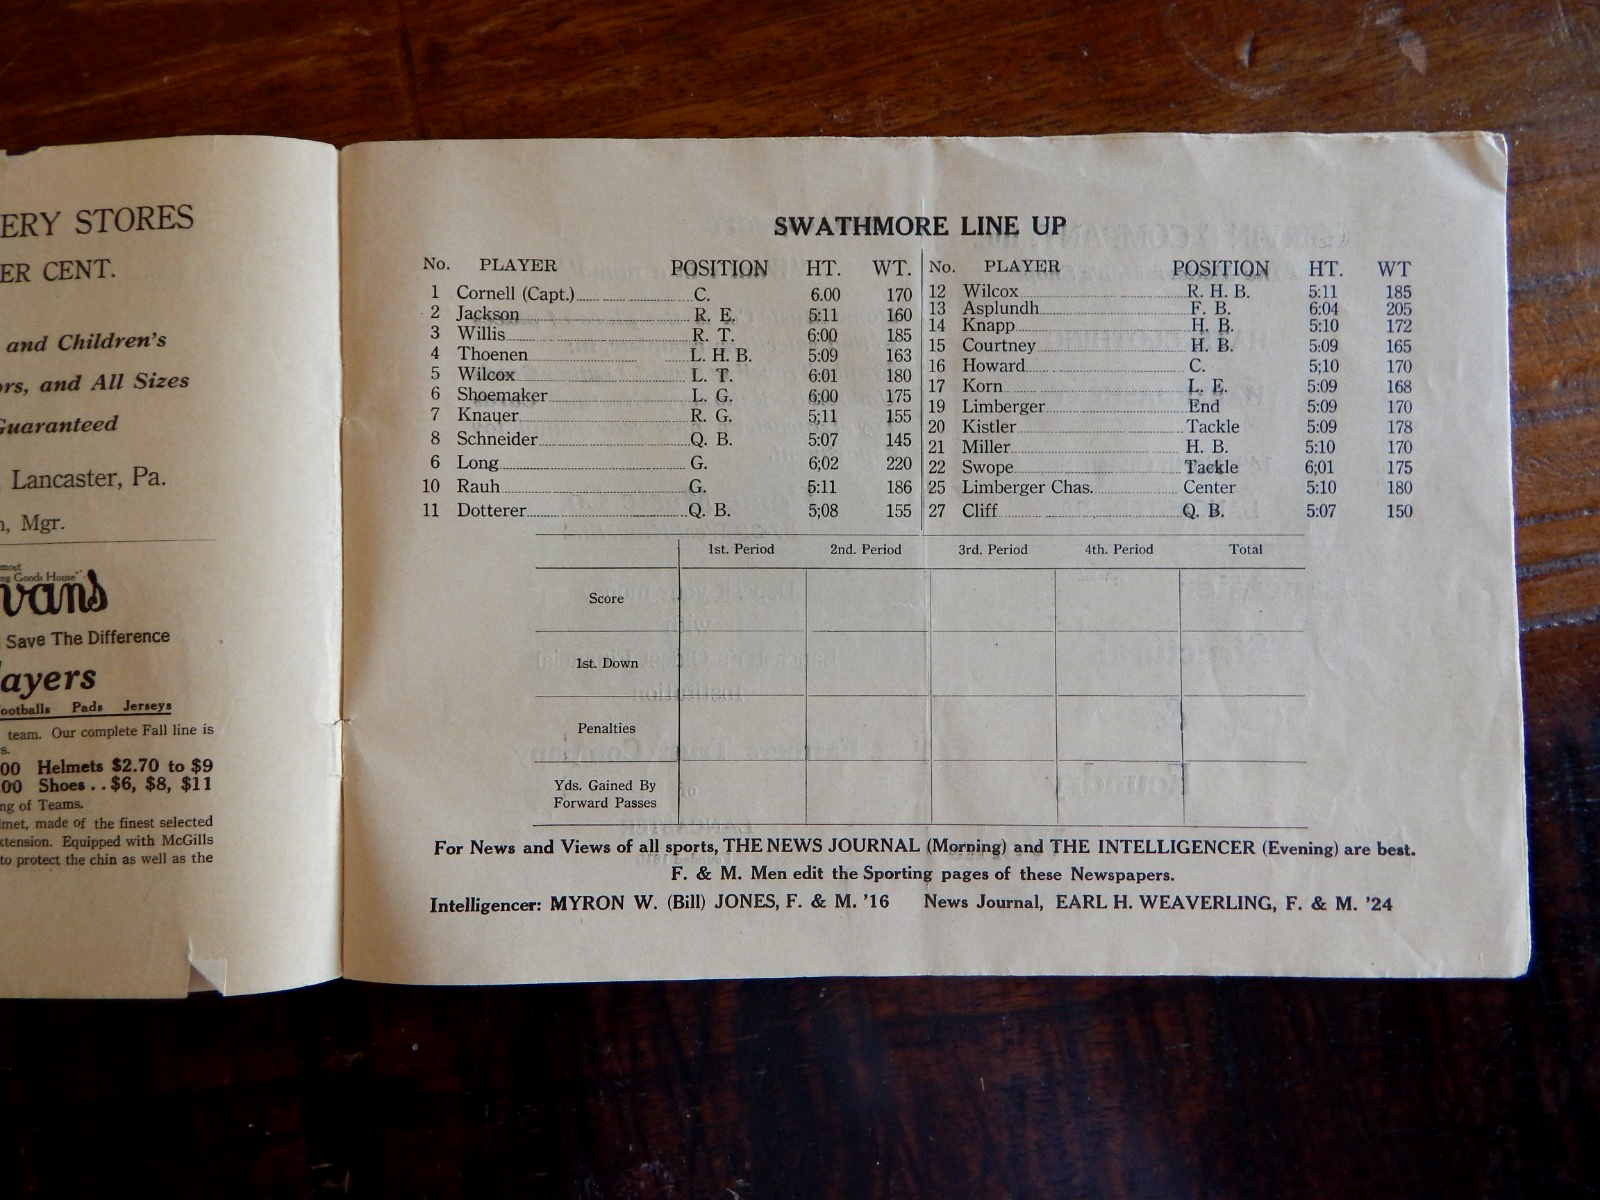 ERY STORES
ER CENT.
and Children's
ors, and All Sizes
Guaranteed
Lancaster, Pa.
Mgr.
Goods House"
vans
Save The Difference
ayers
ootballs Pads Jerseys
team. Our complete Fall line is
s.
00 Helmets $2.70 to $9
00 Shoes . . $6, $8, $11
ng of Teams.
lmet, made of the finest selected
xtension. Equipped with McGills
to protect the chin as well as the
SWATHMORE LINE UP
No. PLAYER POSITION HT. WT.
1 Cornell (Capt.) C. 6.00 170
2 Jackson R. E. 5:11 160
3 Willis R. T. 6:00 185
4 Thoenen L. H. B. 5:09 163
5 Wilcox L. T. 6:01 180
6 Shoemaker L. G. 6;00 175
7 Knauer R. G. 5;11 155
8 Schneider Q. B. 5:07 145
6 Long G. 6;02 220
10 Rauh G. 5:11 186
11 Dotterer Q. B. 5;08 155
No. PLAYER POSITION HT. WT
12 Wilcox R. H. B. 5:11 185
13 Asplundh F. B. 6:04 205
14 Knapp H. B. 5:10 172
15 Courtney H. B. 5:09 165
16 Howard C. 5;10 170
17 Korn L. E. 5:09 168
19 Limberger End 5:09 170
20 Kistler Tackle 5:09 178
21 Miller H. B. 5:10 170
22 Swope Tackle 6;01 175
25 Limberger Chas. Center 5:10 180
27 Cliff Q. B. 5:07 150
1st. Period 2nd. Period 3rd. Period 4th. Period Total
Score
1st. Down
Penalties
Yds. Gained By
Forward Passes
For News and Views of all sports, THE NEWS JOURNAL (Morning) and THE INTELLIGENCER (Evening) are best.
F. & M. Men edit the Sporting pages of these Newspapers.
Intelligencer: MYRON W. (Bill) JONES, F. & M. '16 News Journal, EARL H. WEAVERLING, F. & M. '24